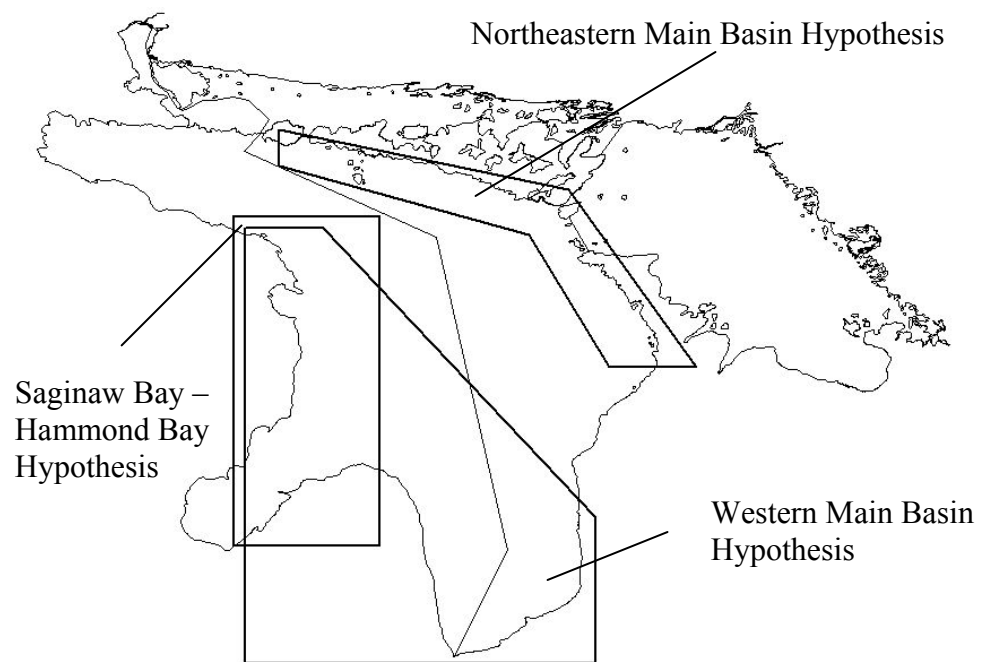 Northeastern Main Basin Hypothesis
Saginaw Bay –
Hammond Bay
Hypothesis
Western Main Basin
Hypothesis